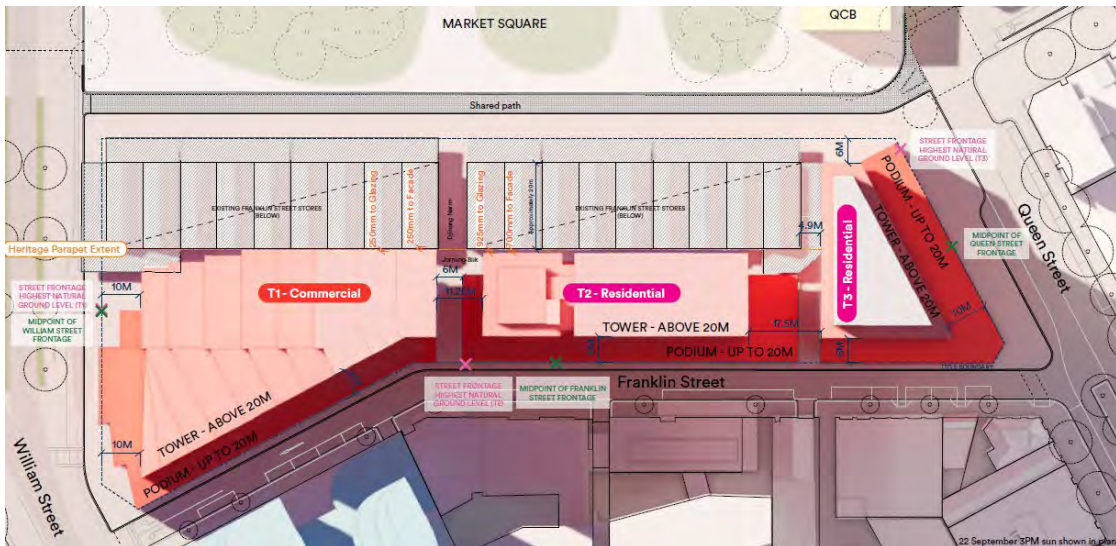 MARKET SQUARE
QCB
Shared path
STREET FRONTAGE
HIGHEST NATURAL
GROUND LEVEL (T3)
6M
PODIUM - UP TO 20M
TOWER - ABOVE 20M
Queen Street
MIDPOINT OF
QUEEN STREET
FRONTAGE
10M
EXISTING FRANKLIN STREET STORES
(BELOW)
250mm to Glazing
250mm to Facade
925mm to Glazing
700mm to Facade
Approximately 20m
EXISTING FRANKLIN STREET STORES
(BELOW)
4.9M
Heritage Parapet Extent
STREET FRONTAGE
HIGHEST NATURAL
GROUND LEVEL (T1)
MIDPOINT OF
WILLIAM STREET
FRONTAGE
10M
T1 - Commercial
6M
T2 - Residential
T3 - Residential
TOWER - ABOVE 20M
17.5M
PODIUM - UP TO 20M
STREET FRONTAGE
HIGHEST NATURAL
GROUND LEVEL (T2)
MIDPOINT OF FRANKLIN
STREET FRONTAGE
Franklin Street
TITLE BOUNDARY
10M
TOWER - ABOVE 20M
PODIUM - UP TO 20M
William Street
22 September 3PM sun shown in plan